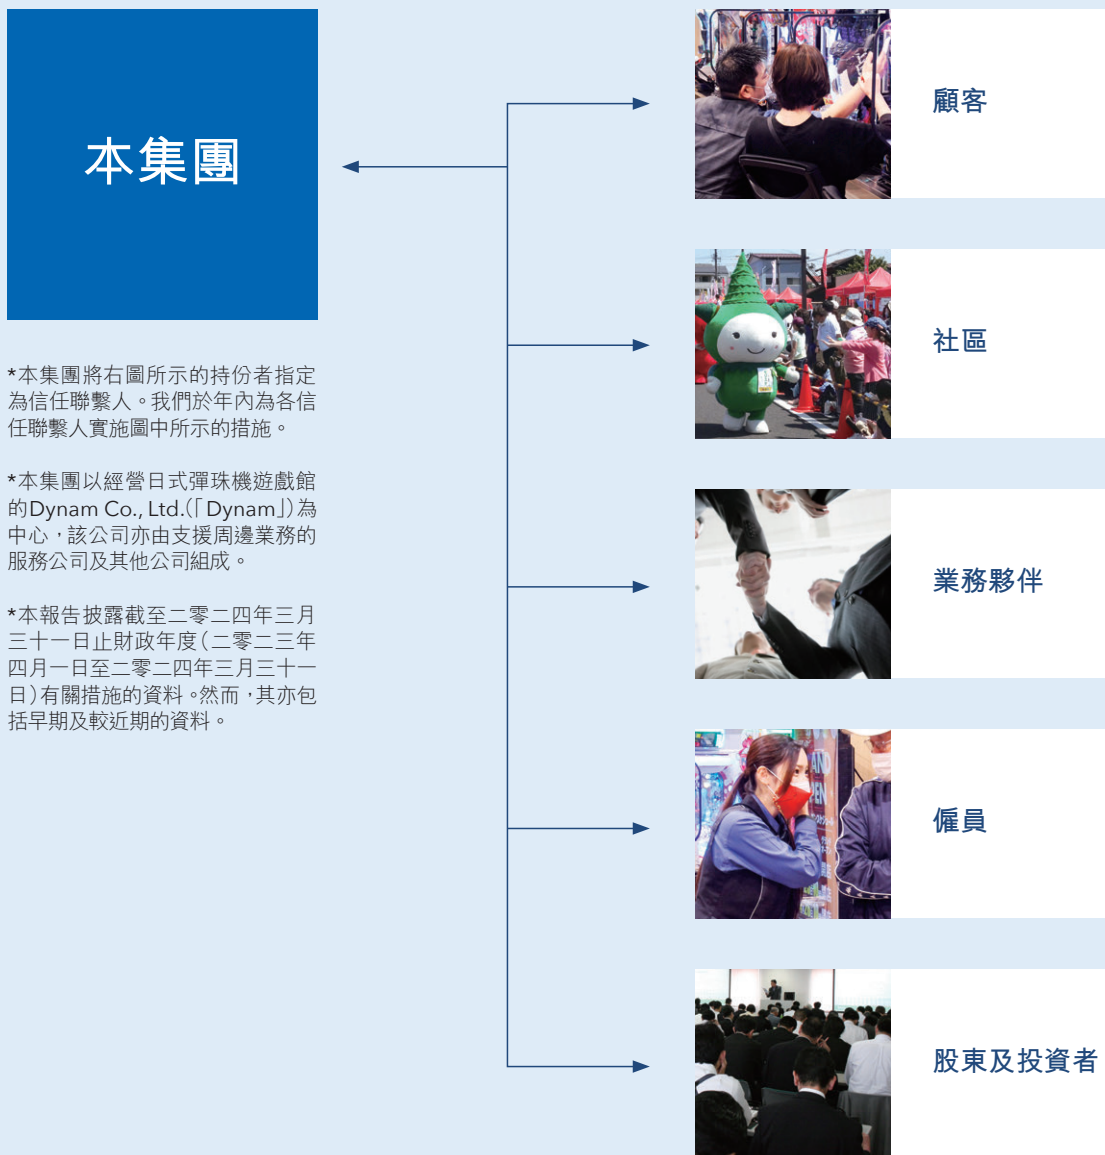 本集團
*本集團將右圖所示的持份者指定
為信任聯繫人。我們於年內為各信
任聯繫人實施圖中所示的措施。
*本集團以經營日式彈珠機遊戲館
的Dynam Co., Ltd.(「Dynam」)為
中心，該公司亦由支援周邊業務的
服務公司及其他公司組成。
*本報告披露截至二零二四年三月
三十一日止財政年度(二零二三年
四月一日至二零二四年三月三十一
日)有關措施的資料。然而，其亦包
括早期及較近期的資料。
顧客
社區
業務夥伴
僱員
股東及投資者